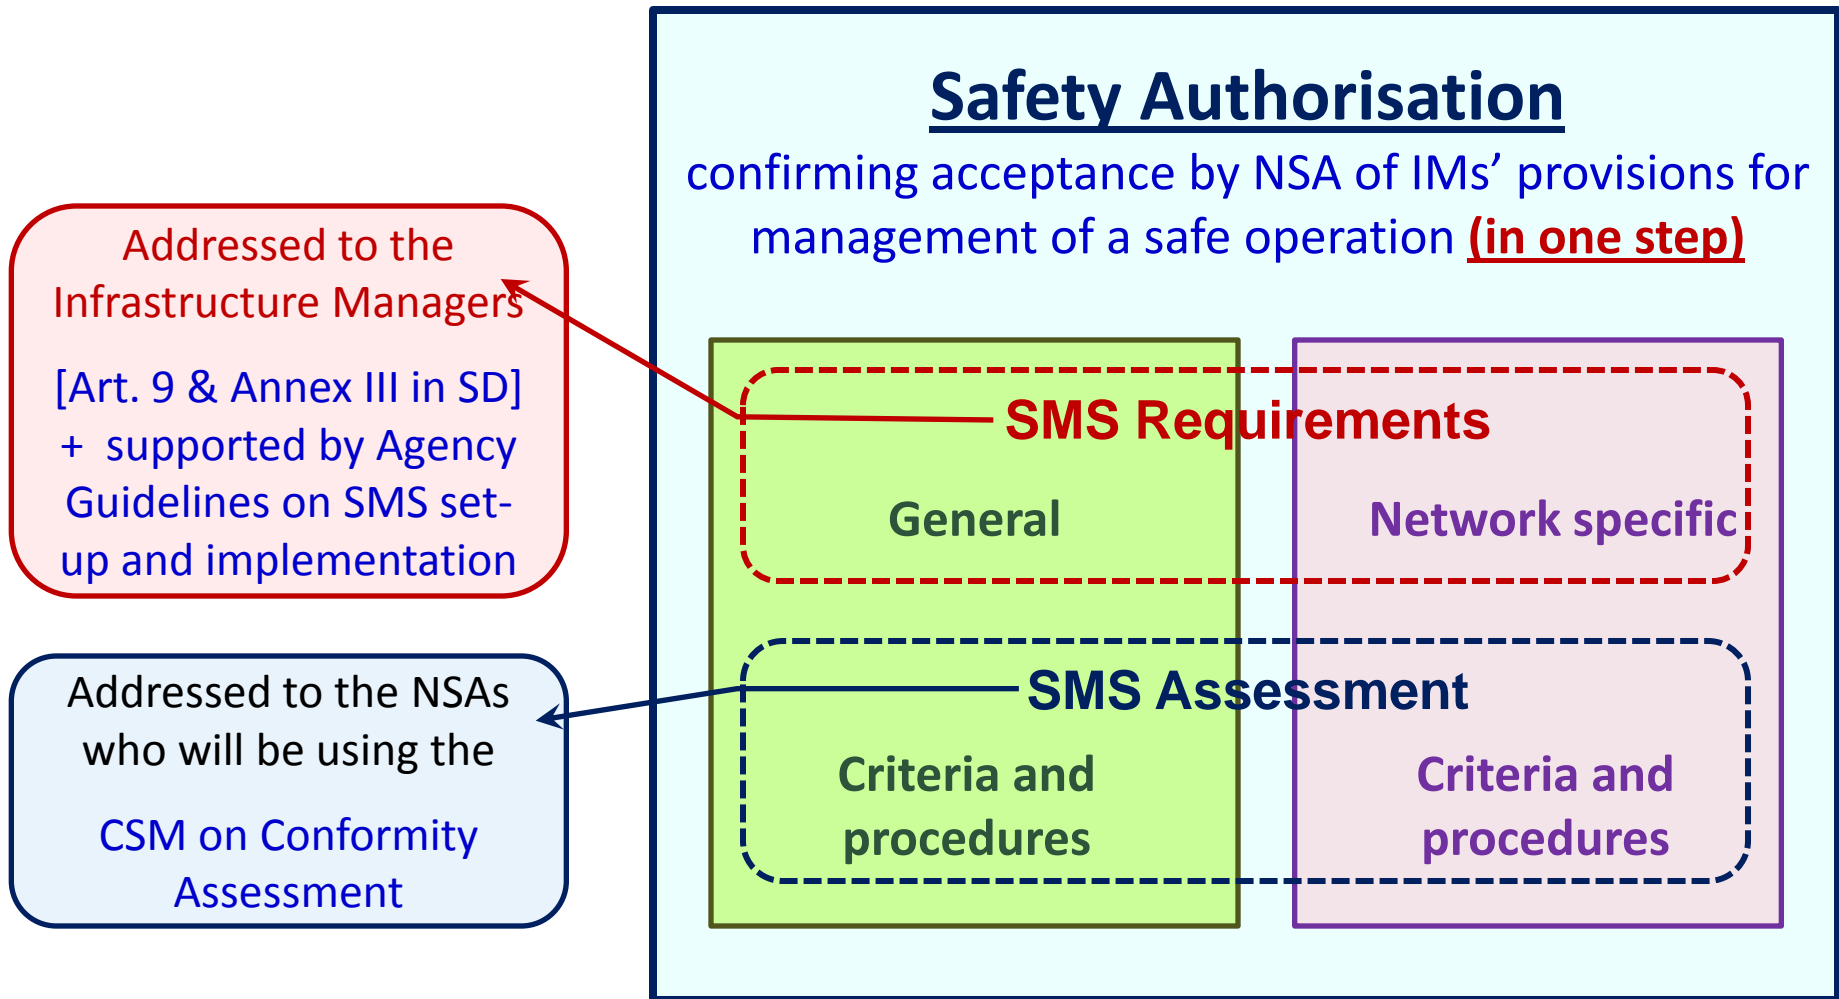 Safety Authorisation
confirming acceptance by NSA of IMs’ provisions for
management of a safe operation (in one step)
Addressed to the
Infrastructure Managers
[Art. 9 & Annex III in SD]
+ supported by Agency
Guidelines on SMS set-
up and implementation
SMS Requirements
General
Network specific
Addressed to the NSAs
who will be using the
CSM on Conformity
Assessment
SMS Assessment
Criteria and
procedures
Criteria and
procedures